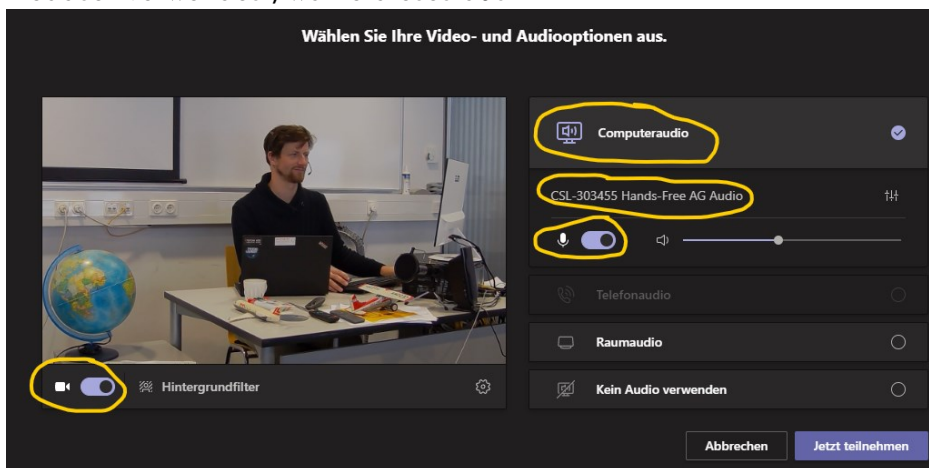 Wählen Sie Ihre Video- und Audiooptionen aus.
Computeraudio
CSL-303455 Hands-Free AG Audio
Telefonaudio
Raumaudio
Hintergrundfilter
Kein Audio verwenden
Abbrechen
Jetzt teilnehmen